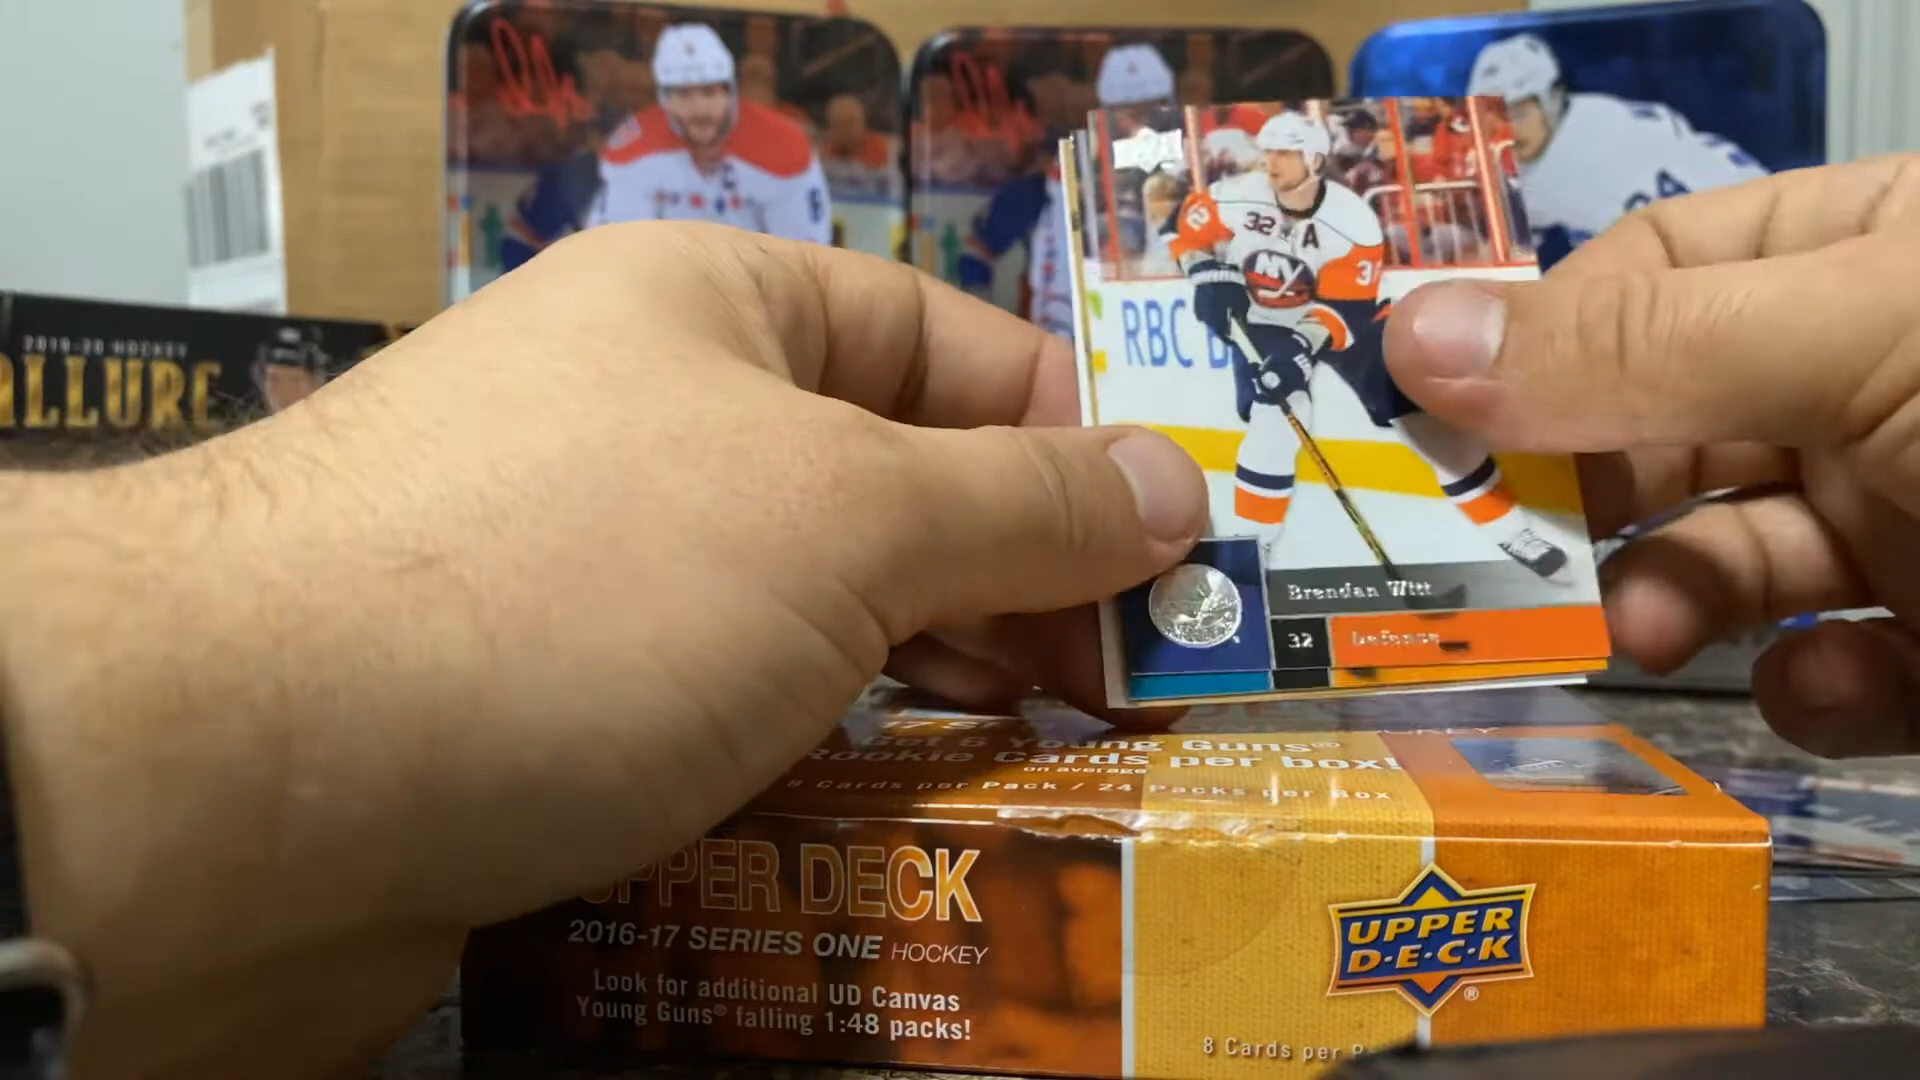 2019-20 HOCKEY
ALLURE
32
A
NY
RBC B
Brendan Witt
32
Defense
Get 6 Young Guns®
Rookie Cards per box!
on average
8 Cards per Pack / 24 Packs per Box
UPPER DECK
2016-17 SERIES ONE HOCKEY
Look for additional UD Canvas
Young Guns® falling 1:48 packs!
UPPER
D·E·C·K
®
8 Cards per